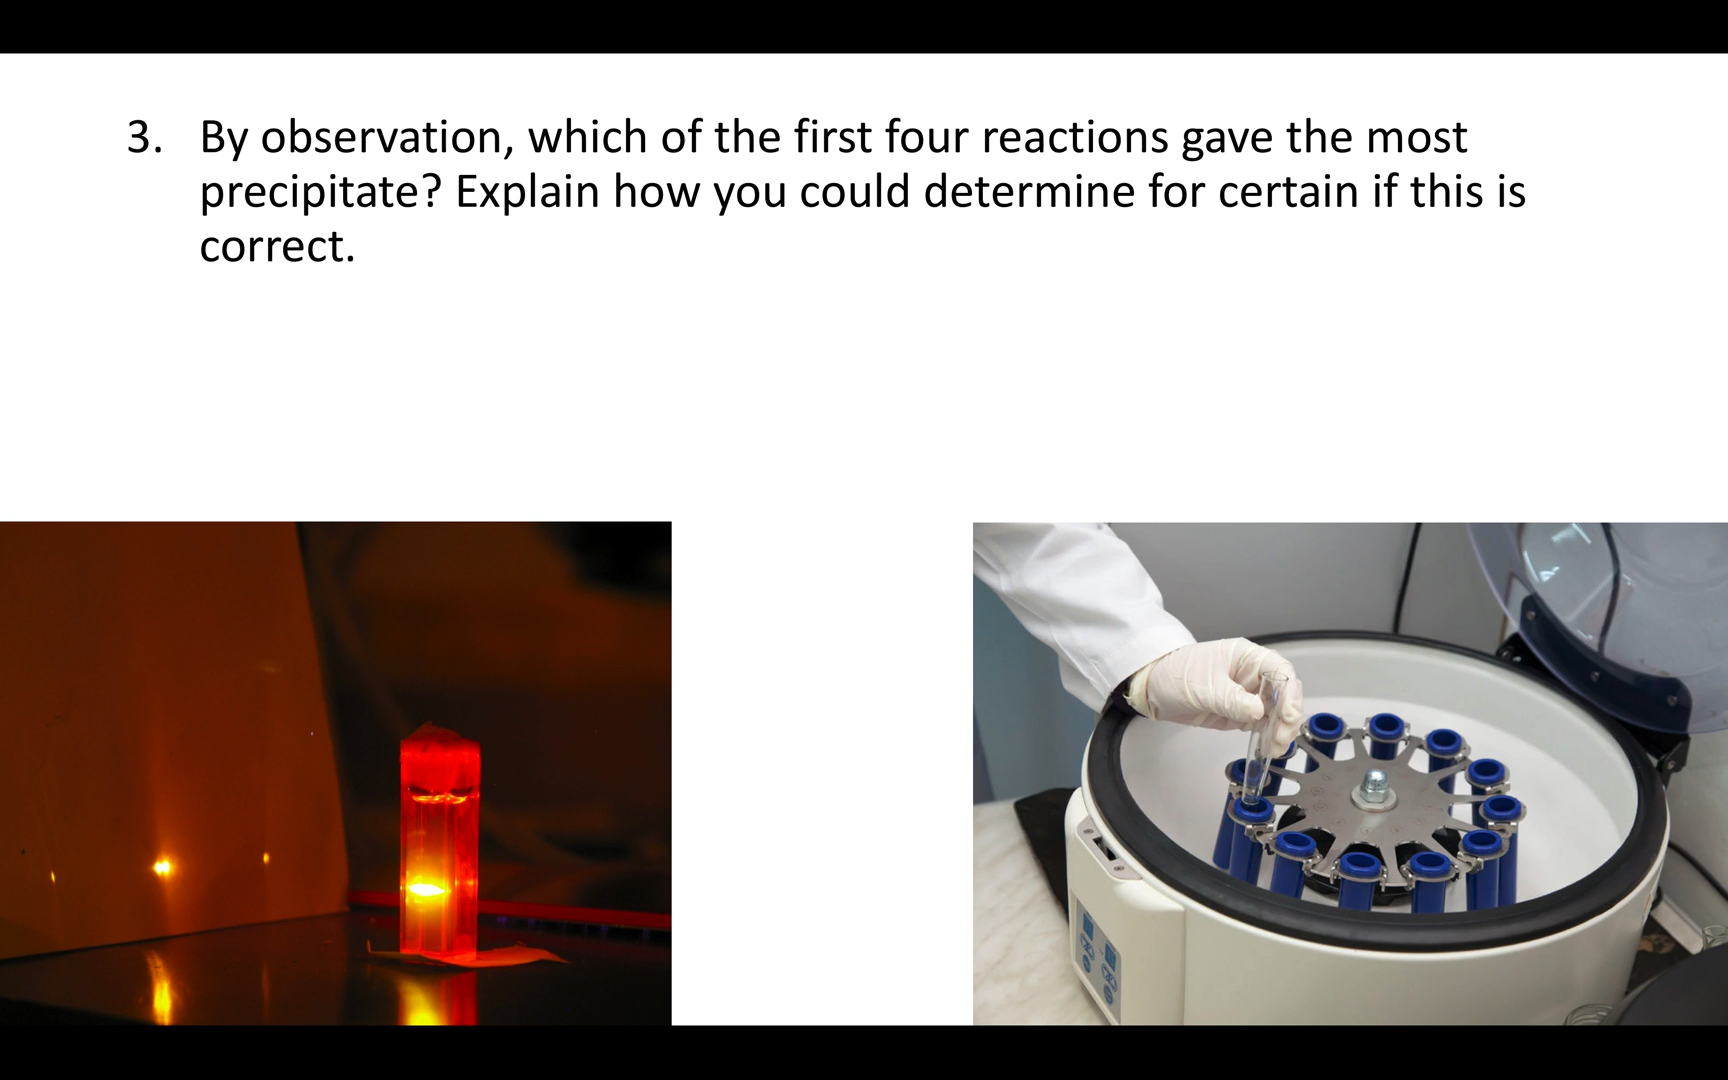 3. By observation, which of the first four reactions gave the most
precipitate? Explain how you could determine for certain if this is
correct.